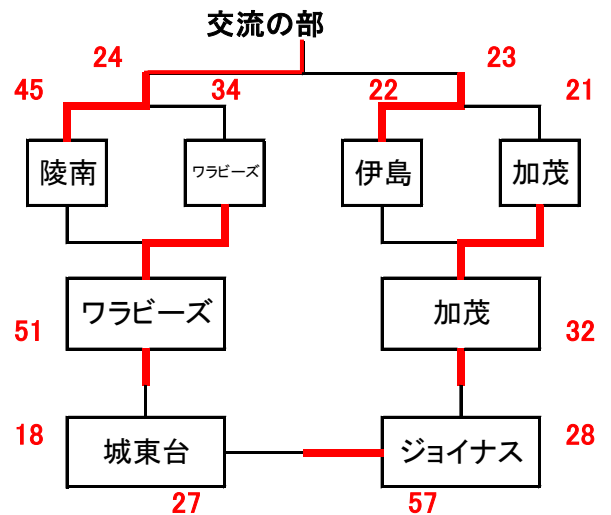 交流の部
24 23
45 34 22 21
陵南 ワラビーズ 伊島 加茂
ワラビーズ 加茂
51 32
18 城東台 ジョイナス 28
27 57